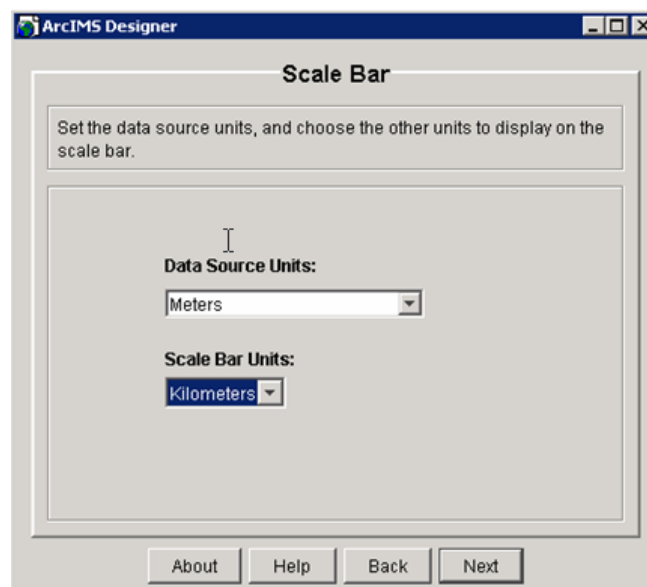 ArcIMS Designer
Scale Bar
Set the data source units, and choose the other units to display on the
scale bar.
Data Source Units:
Meters
Scale Bar Units:
Kilometers
About Help Back Next